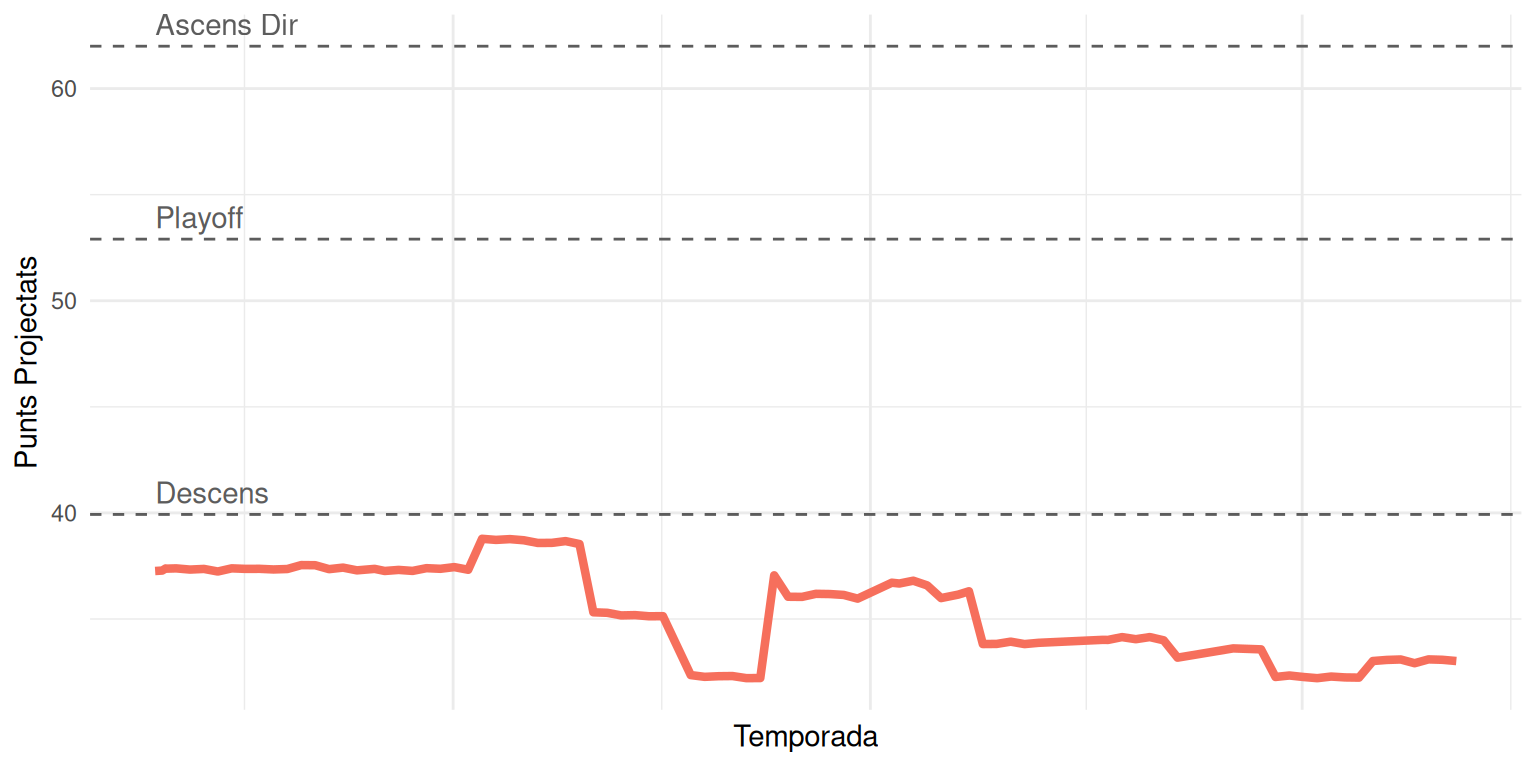 Ascens Dir
60
Playoff
50
Punts Projectats
Descens
40
Temporada